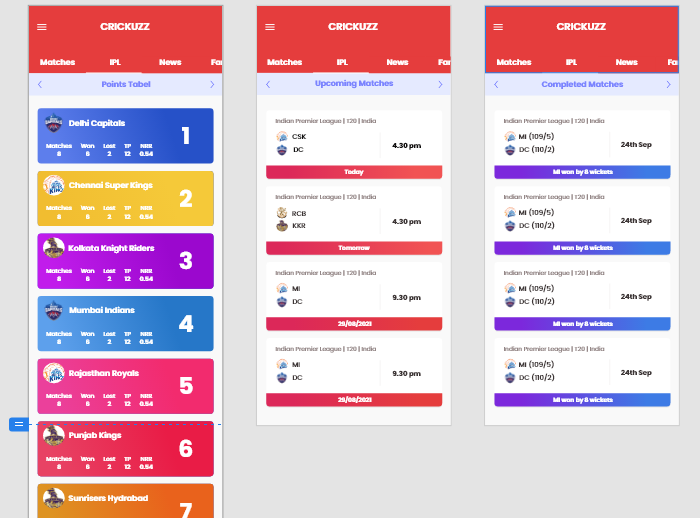 CRICKUZZ
Matches IPL News Fan
Points Tabel
Delhi Capitals
1
Matches Won Lost TP NRR
8 6 2 12 0.54
Chennai Super Kings
2
Matches Won Lost TP NRR
8 6 2 12 0.54
Kolkata Knight Riders
3
Matches Won Lost TP NRR
8 6 2 12 0.54
Mumbai Indians
4
Matches Won Lost TP NRR
8 6 2 12 0.54
Rajasthan Royals
5
Matches Won Lost TP NRR
8 6 2 12 0.54
Punjab Kings
6
Matches Won Lost TP NRR
8 6 2 12 0.54
Sunrisers Hydrabad
7
CRICKUZZ
Matches IPL News Fan
Upcoming Matches
Indian Premier League | T20 | India
CSK
DC
4.30 pm
Today
Indian Premier League | T20 | India
RCB
KKR
4.30 pm
Tomorrow
Indian Premier League | T20 | India
MI
DC
9.30 pm
29/08/2021
Indian Premier League | T20 | India
MI
DC
9.30 pm
29/08/2021
CRICKUZZ
Matches IPL News Fa
Completed Matches
Indian Premier League | T20 | India
MI (109/5)
DC (110/2)
24th Sep
MI won by 8 wickets
Indian Premier League | T20 | India
MI (109/5)
DC (110/2)
24th Sep
MI won by 8 wickets
Indian Premier League | T20 | India
MI (109/5)
DC (110/2)
24th Sep
MI won by 8 wickets
Indian Premier League | T20 | India
MI (109/5)
DC (110/2)
24th Sep
MI won by 8 wickets